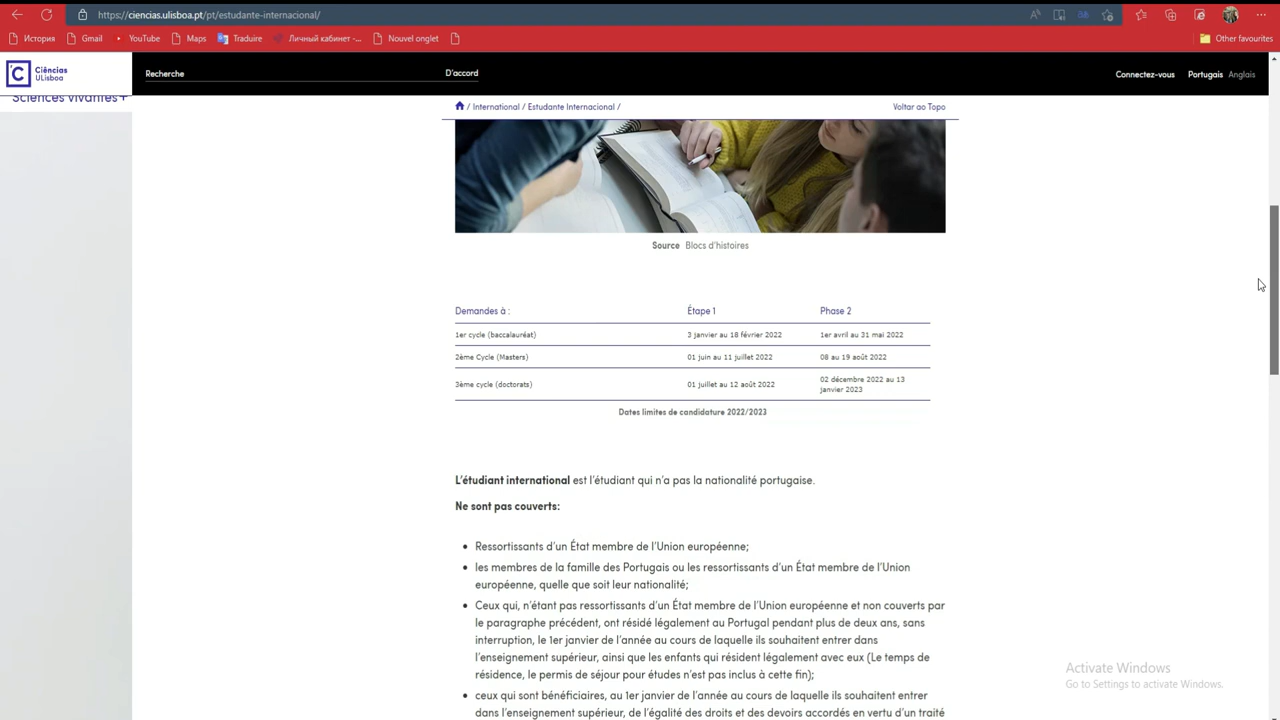 https://ciencias.ulisboa.pt/pt/estudante-internacional/
История Gmail YouTube Maps Traduire Личный кабинет -... Nouvel onglet Other favourites
Ciências
ULisboa
Recherche D'accord Connectez-vous Portugais Anglais
Sciences vivantes+
/ International / Estudante Internacional / Voltar ao Topo
Source Blocs d'histoires
Demandes à : Étape 1 Phase 2
1er cycle (baccalauréat) 3 janvier au 18 février 2022 1er avril au 31 mai 2022
2ème Cycle (Masters) 01 juin au 11 juillet 2022 08 au 19 août 2022
3ème cycle (doctorats) 01 juillet au 12 août 2022 02 décembre 2022 au 13
janvier 2023
Dates limites de candidature 2022/2023
L'étudiant international est l'étudiant qui n'a pas la nationalité portugaise.
Ne sont pas couverts:
Ressortissants d'un État membre de l'Union européenne;
les membres de la famille des Portugais ou les ressortissants d'un État membre de l'Union
européenne, quelle que soit leur nationalité;
Ceux qui, n'étant pas ressortissants d'un État membre de l'Union européenne et non couverts par
le paragraphe précédent, ont résidé légalement au Portugal pendant plus de deux ans, sans
interruption, le 1er janvier de l'année au cours de laquelle ils souhaitent entrer dans
l'enseignement supérieur, ainsi que les enfants qui résident légalement avec eux (Le temps de
résidence, le permis de séjour pour études n'est pas inclus à cette fin);
ceux qui sont bénéficiaires, au 1er janvier de l'année au cours de laquelle ils souhaitent entrer
dans l'enseignement supérieur, de l'égalité des droits et des devoirs accordés en vertu d'un traité
Activate Windows
Go to Settings to activate Windows.